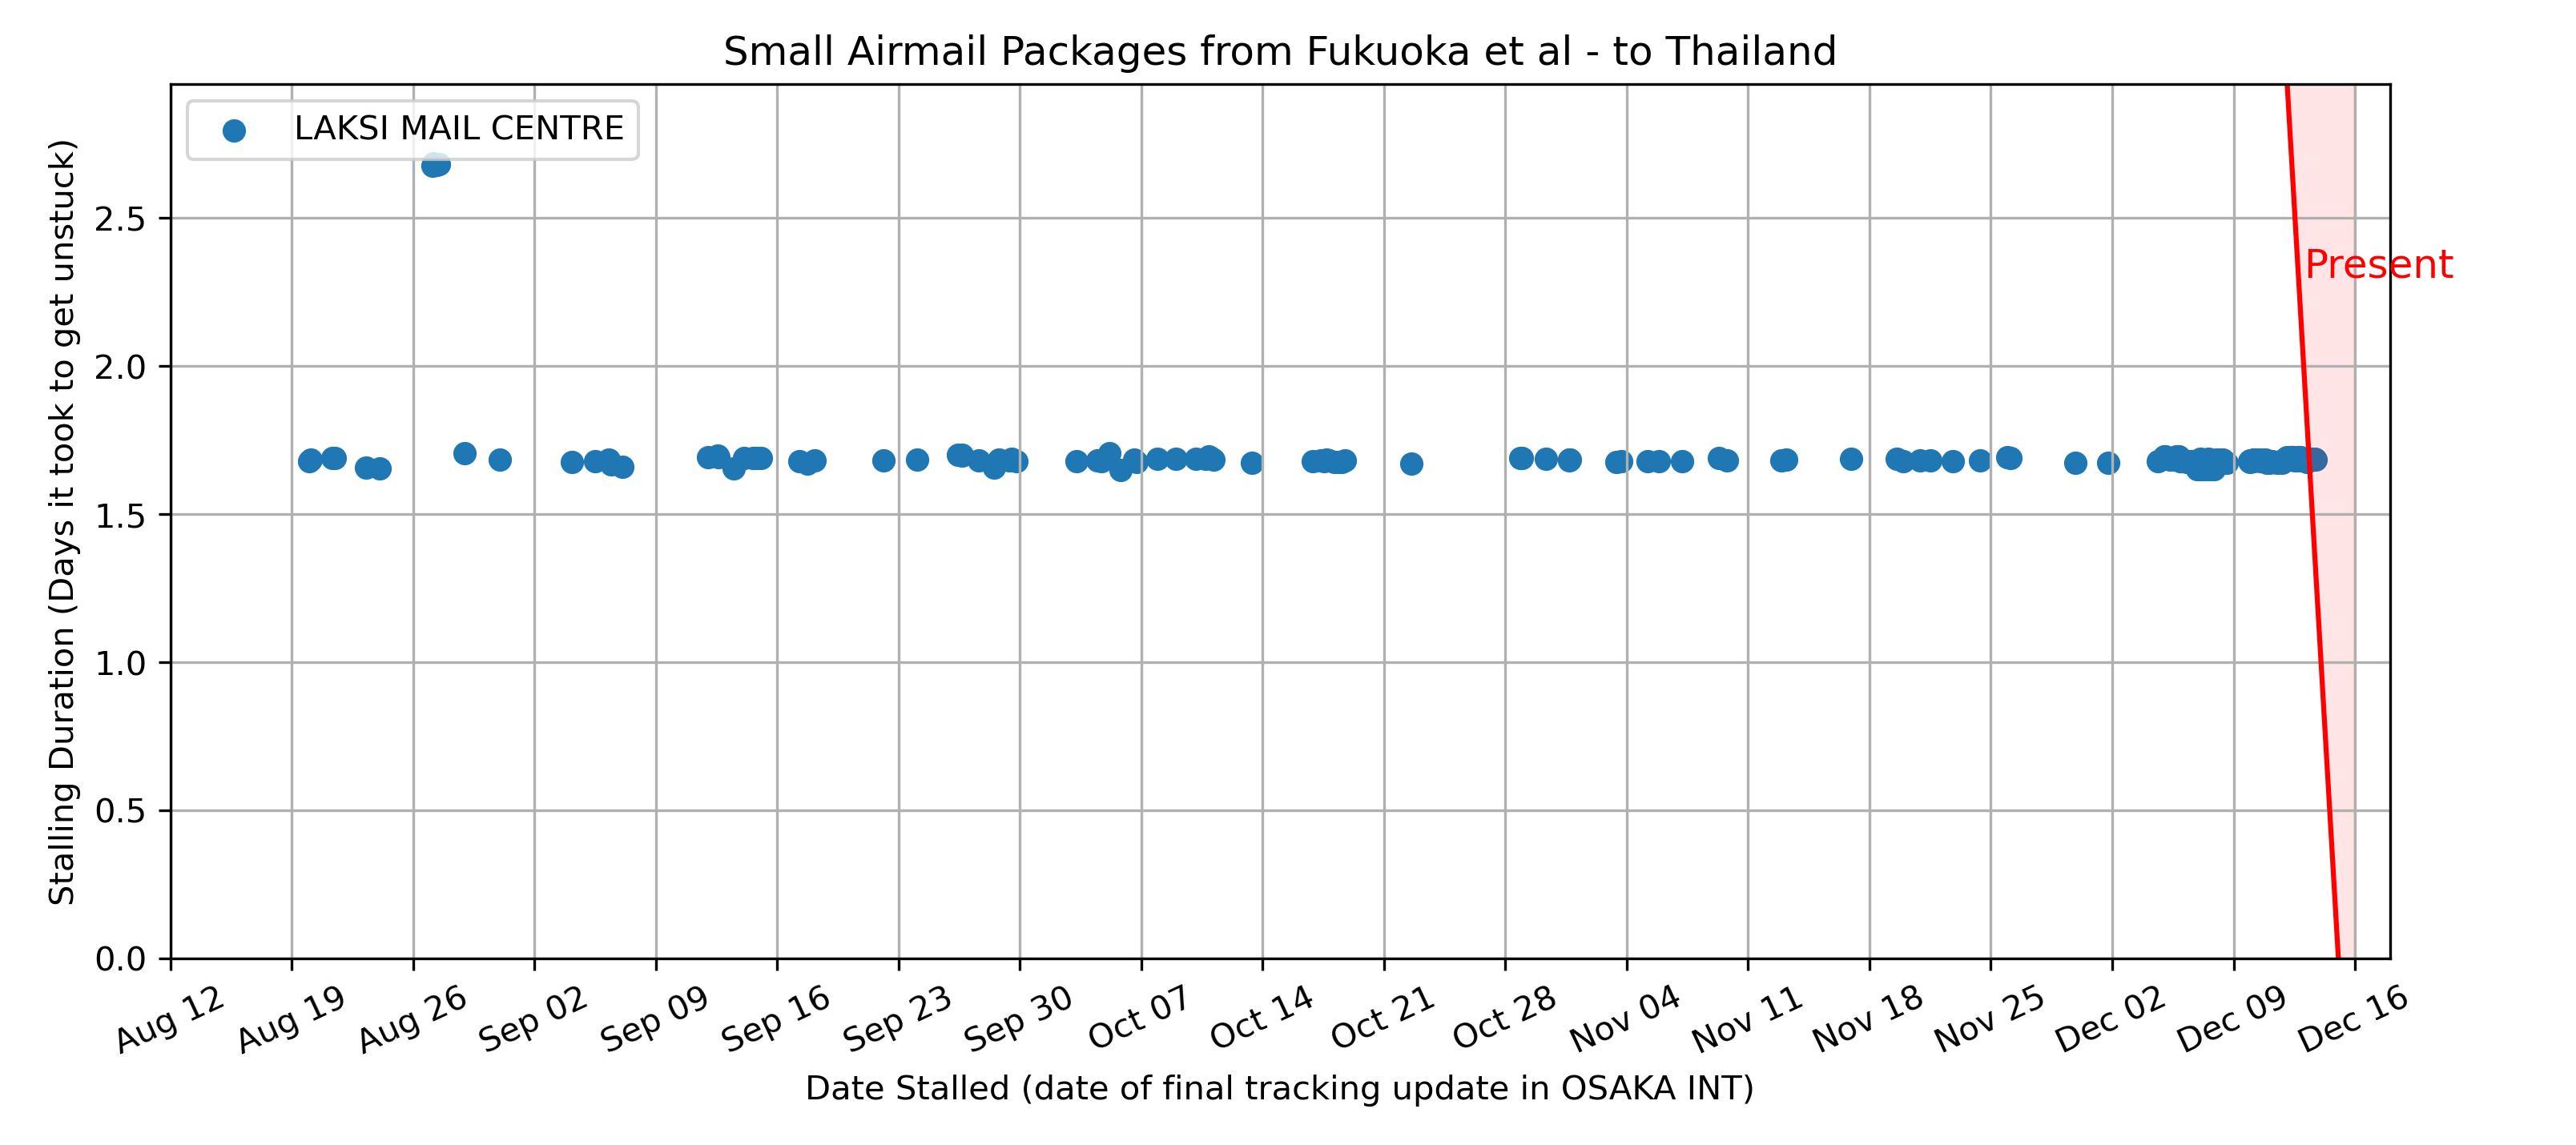 Small Airmail Packages from Fukuoka et al - to Thailand
LAKSI MAIL CENTRE
Present
Stalling Duration (Days it took to get unstuck)
2.5
2.0
1.5
1.0
0.5
0.0
Aug 12 Aug 19 Aug 26 Sep 02 Sep 09 Sep 16 Sep 23 Sep 30 Oct 07 Oct 14 Oct 21 Oct 28 Nov 04 Nov 11 Nov 18 Nov 25 Dec 02 Dec 09 Dec 16
Date Stalled (date of final tracking update in OSAKA INT)